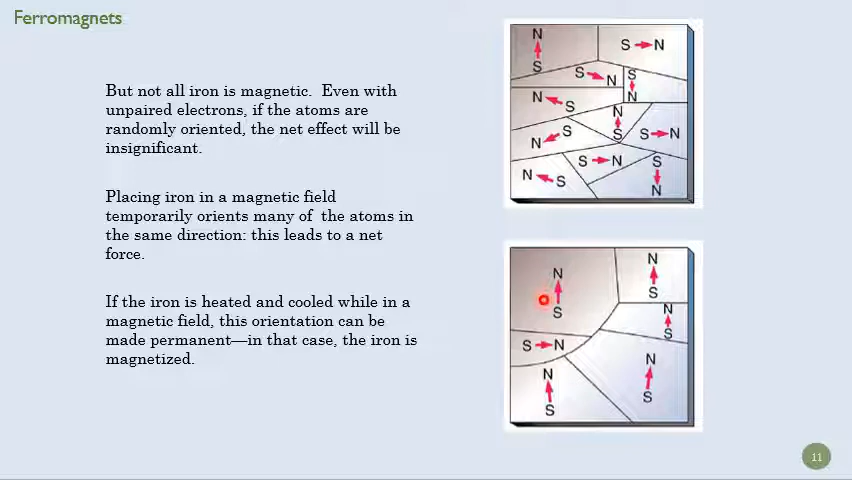 Ferromagnets
But not all iron is magnetic. Even with
unpaired electrons, if the atoms are
randomly oriented, the net effect will be
insignificant.
Placing iron in a magnetic field
temporarily orients many of the atoms in
the same direction: this leads to a net
force.
If the iron is heated and cooled while in a
magnetic field, this orientation can be
made permanent—in that case, the iron is
magnetized.
N
S
S N
S N
S
N
N S
N
S
S N
N S
S N
S
N
N S
N
S
N
S
N
S
S N
N
S
N
S
11